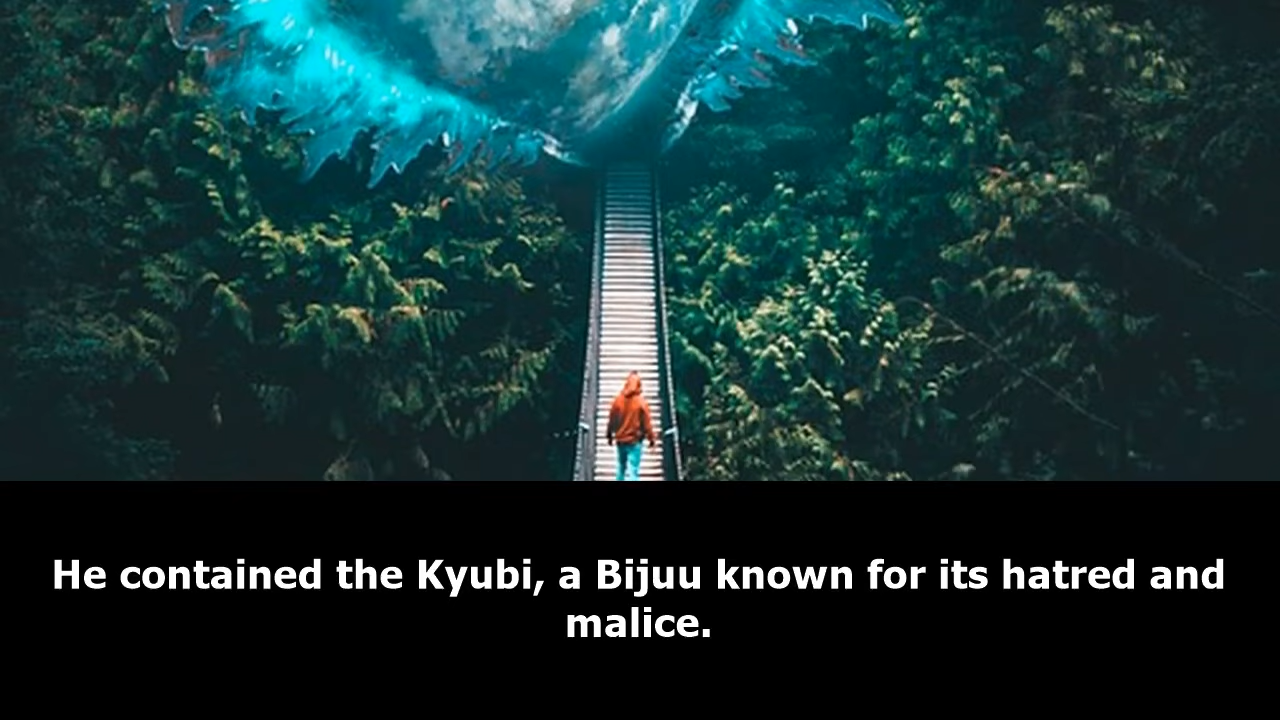 He contained the Kyubi, a Bijuu known for its hatred and
malice.